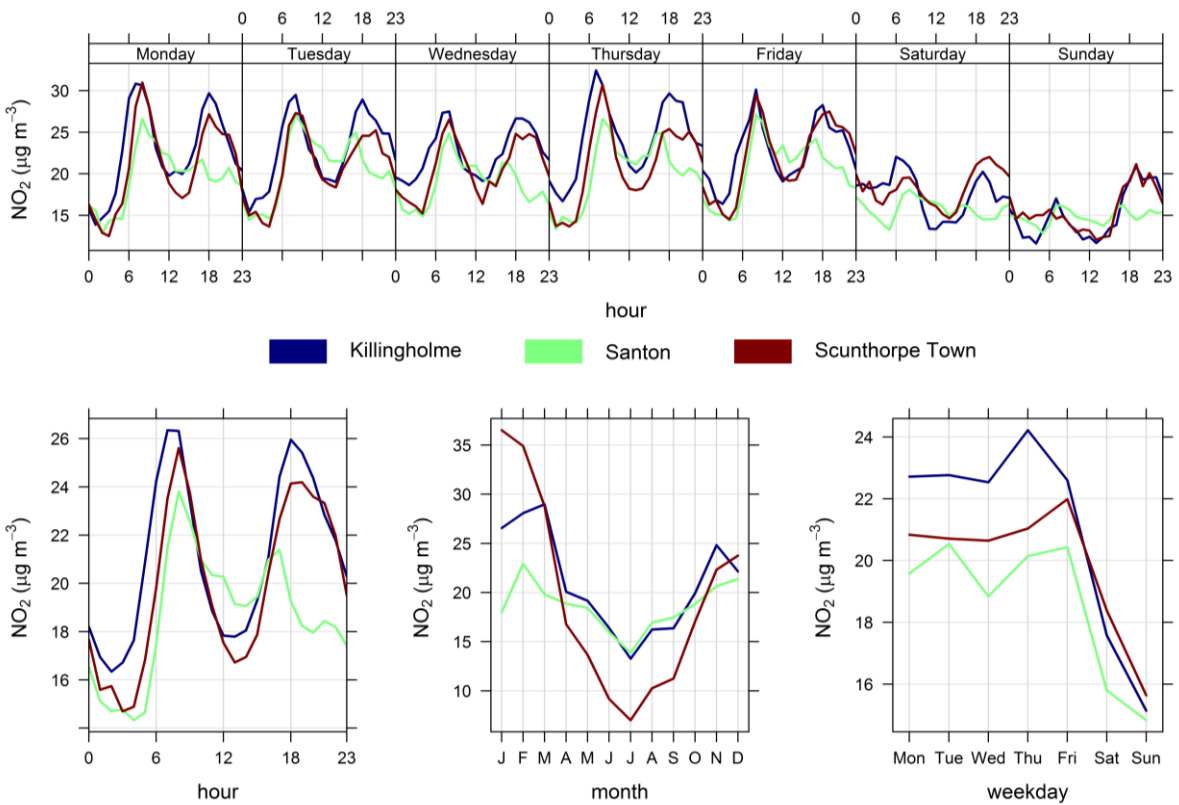 0 6 12 18 23 0 6 12 18 23 0 6 12 18 23
Monday Tuesday Wednesday Thursday Friday Saturday Sunday
30
25
20
15
NO₂ (µg m⁻³)
0 6 12 18 23 0 6 12 18 23 0 6 12 18 23 0 6 12 18 23
hour
Killingholme Santon Scunthorpe Town
26
24
22
20
18
16
NO₂ (µg m⁻³)
0 6 12 18 23
hour
35
30
25
20
15
10
NO₂ (µg m⁻³)
J F M A M J J A S O N D
month
24
22
20
18
16
NO₂ (µg m⁻³)
Mon Tue Wed Thu Fri Sat Sun
weekday